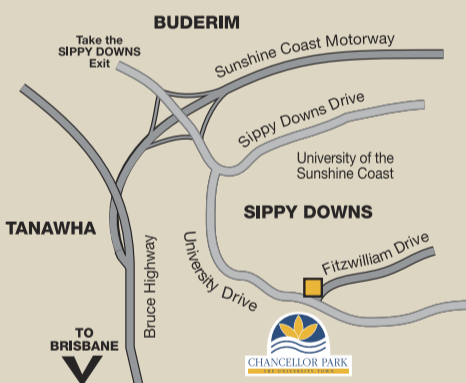 BUDERIM
Take the
SIPPY DOWNS
Exit
Sunshine Coast Motorway
Sippy Downs Drive
University of the
Sunshine Coast
SIPPY DOWNS
TANAWHA
Fitzwilliam Drive
University Drive
Bruce Highway
TO
BRISBANE
CHANCELLOR PARK
THE UNIVERSITY TOWN